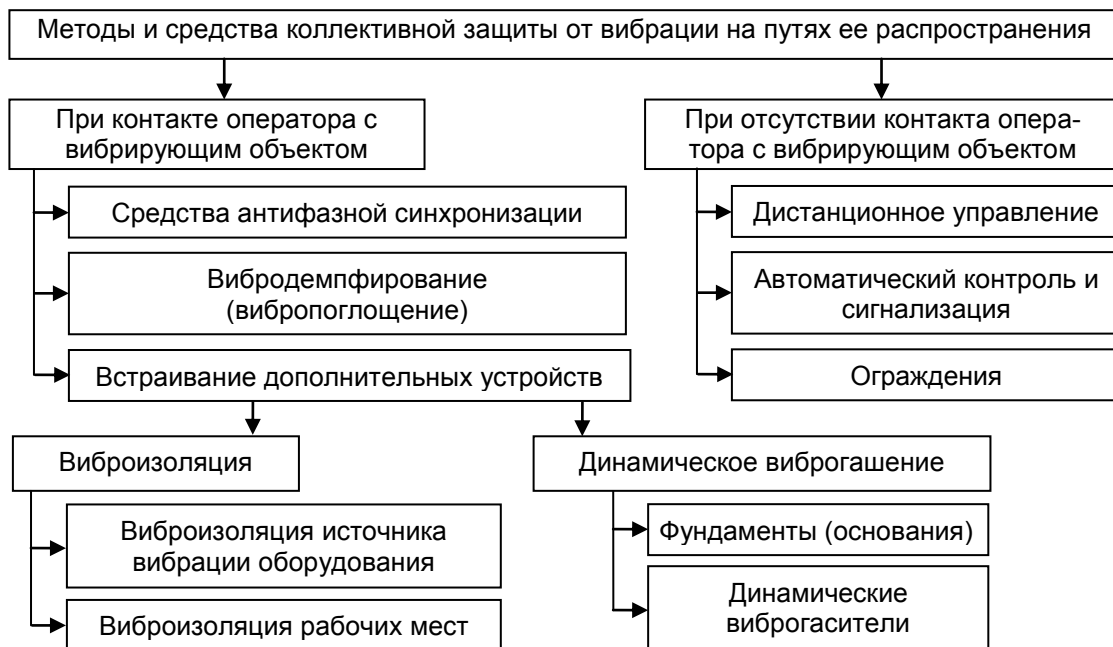 Методы и средства коллективной защиты от вибрации на путях ее распространения
При контакте оператора с
вибрирующим объектом
При отсутствии контакта опера-
тора с вибрирующим объектом
Средства антифазной синхронизации
Дистанционное управление
Вибродемпфирование
(вибропоглощение)
Автоматический контроль и
сигнализация
Встраивание дополнительных устройств
Ограждения
Виброизоляция
Динамическое виброгашение
Виброизоляция источника
вибрации оборудования
Фундаменты (основания)
Виброизоляция рабочих мест
Динамические
виброгасители